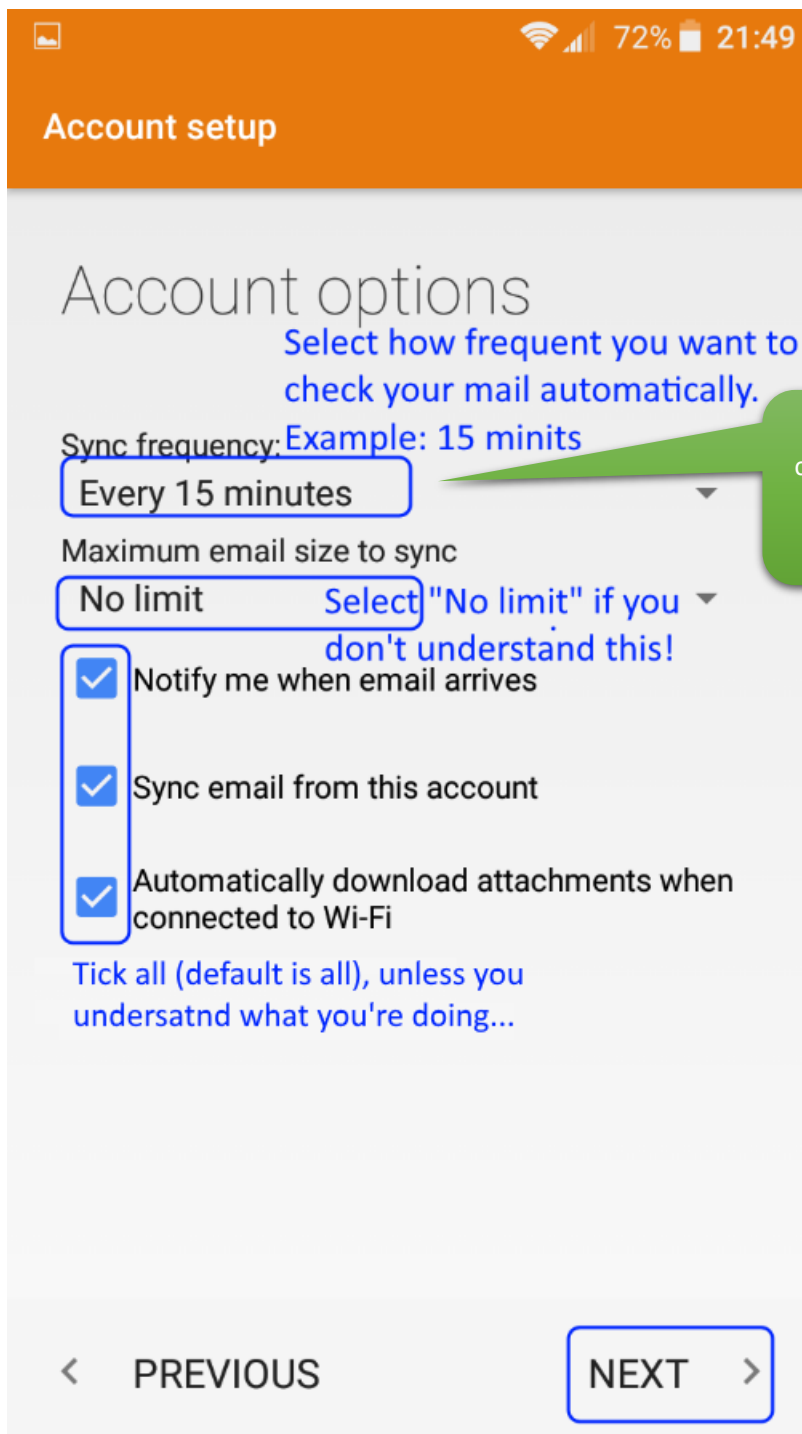 72% 21:49
Account setup
Account options
Select how frequent you want to
check your mail automatically.
Example: 15 minits
Sync frequency:
Every 15 minutes
Maximum email size to sync
No limit
Select "No limit" if you
don't understand this!
Notify me when email arrives
Sync email from this account
Automatically download attachments when
connected to Wi-Fi
Tick all (default is all), unless you
undersatnd what you're doing...
< PREVIOUS
NEXT >